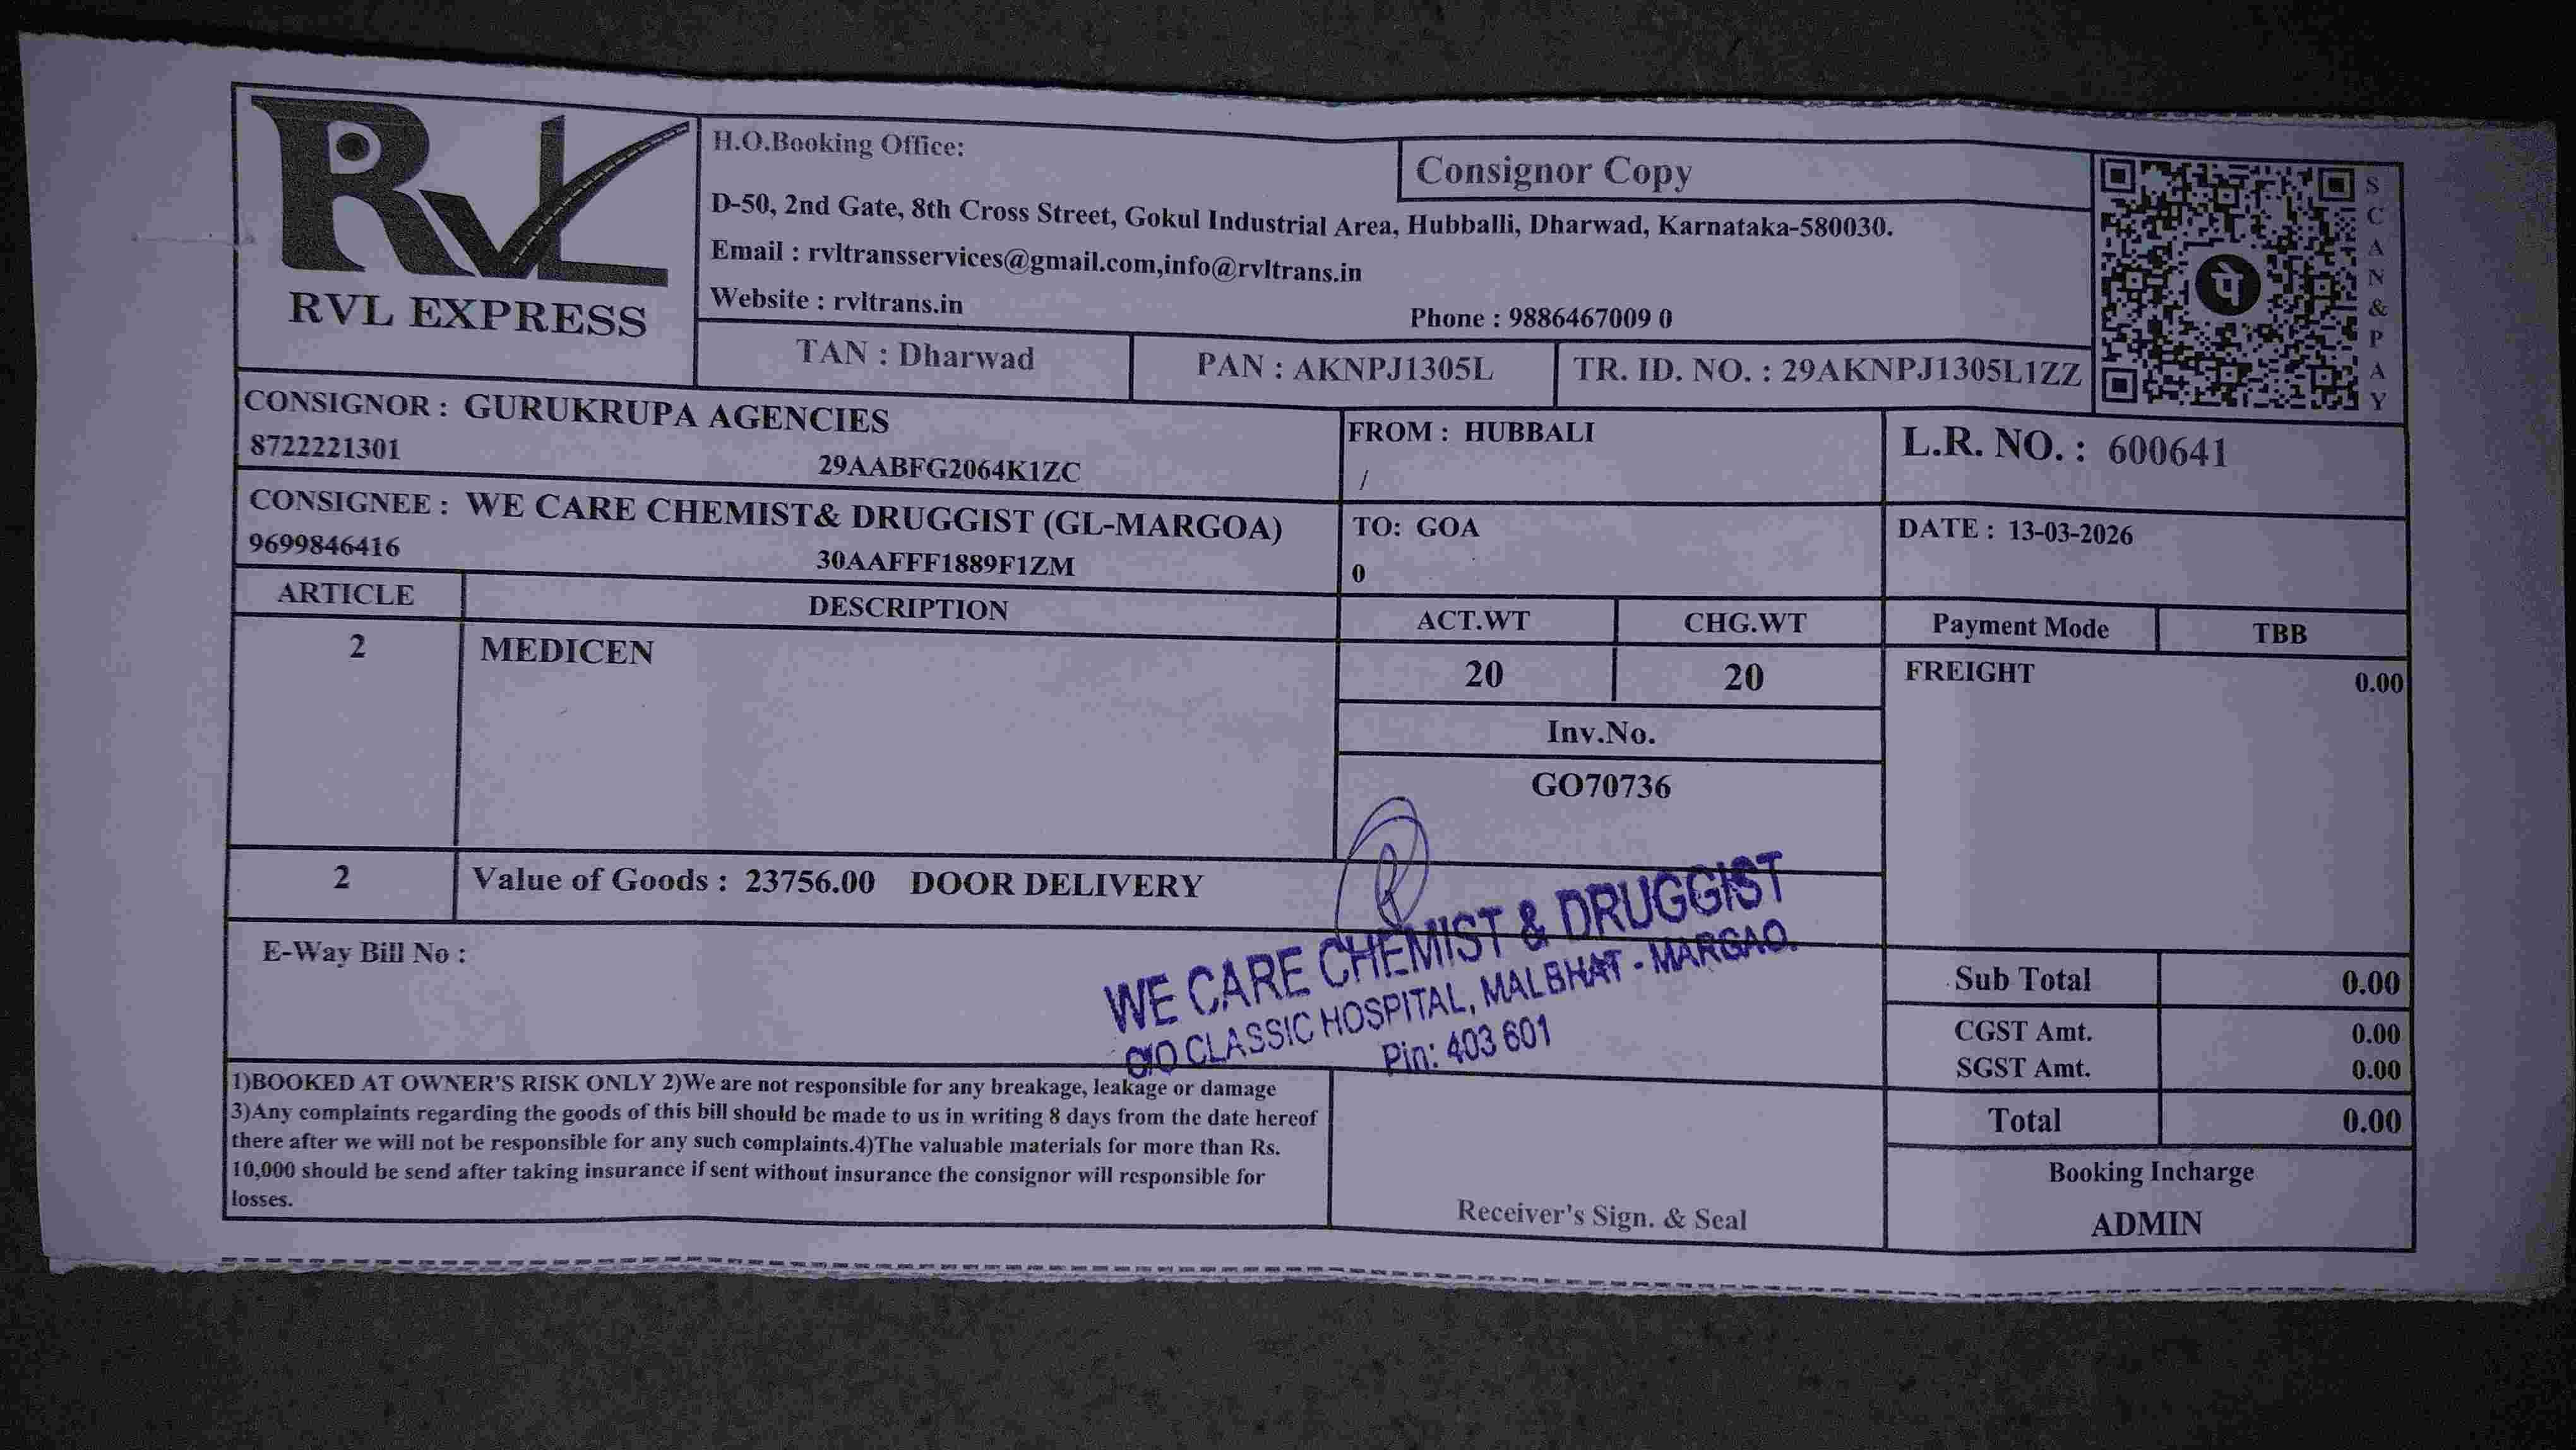 RVL
RVL EXPRESS
H.O.Booking Office:
Consignor Copy
D-50, 2nd Gate, 8th Cross Street, Gokul Industrial Area, Hubballi, Dharwad, Karnataka-580030.
Email : rvltransservices@gmail.com,info@rvltrans.in
Website : rvltrans.in
Phone : 9886467009 0
TAN : Dharwad
PAN : AKNPJ1305L
TR. ID. NO. : 29AKNPJ1305L1ZZ
पे
SCAN&PAY
CONSIGNOR : GURUKRUPA AGENCIES
8722221301 29AABFG2064K1ZC
FROM : HUBBALI
/
L.R. NO. : 600641
CONSIGNEE : WE CARE CHEMIST& DRUGGIST (GL-MARGOA)
9699846416 30AAFFF1889F1ZM
TO: GOA
0
DATE : 13-03-2026
ARTICLE DESCRIPTION ACT.WT CHG.WT Payment Mode TBB
2 MEDICEN 20 20 FREIGHT 0.00
Inv.No.
GO70736
2 Value of Goods : 23756.00 DOOR DELIVERY
E-Way Bill No :
WE CARE CHEMIST & DRUGGIST
C/O CLASSIC HOSPITAL, MALBHAT - MARGAO.
Pin: 403 601
Sub Total 0.00
CGST Amt. 0.00
SGST Amt. 0.00
Total 0.00
1)BOOKED AT OWNER'S RISK ONLY 2)We are not responsible for any breakage, leakage or damage
3)Any complaints regarding the goods of this bill should be made to us in writing 8 days from the date hereof
there after we will not be responsible for any such complaints.4)The valuable materials for more than Rs.
10,000 should be send after taking insurance if sent without insurance the consignor will responsible for
losses.
Receiver's Sign. & Seal
Booking Incharge
ADMIN